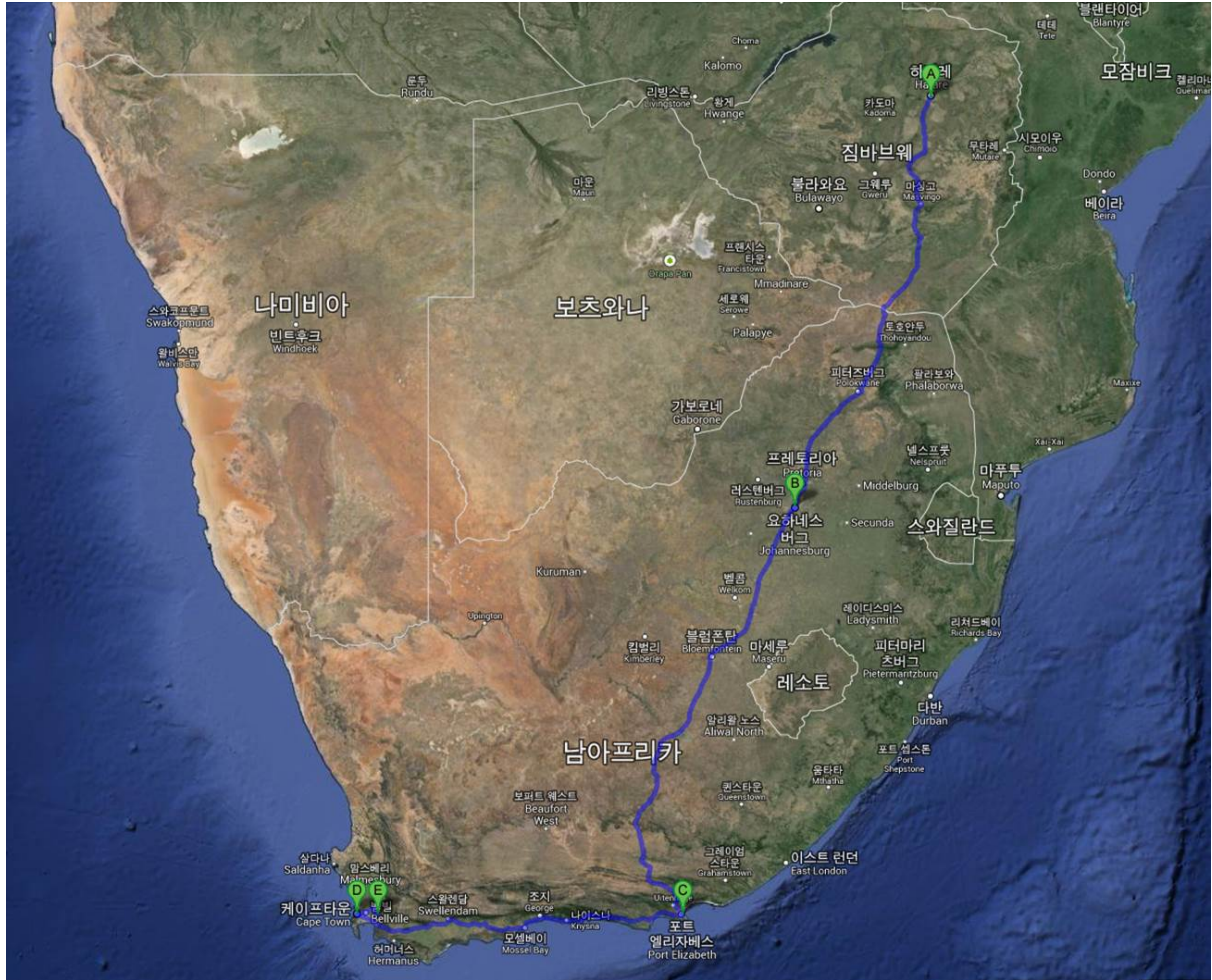 블랜타이어
Blantyre
테테
Tete
Choma
Kalomo
히
레
A
모잠비크
켈리마
Quelimar
룬두
Rundu
리빙스톤
Livingstone
왕게
Hwange
카도마
Kadoma
짐바브웨
무타레
Mutare
시모이우
Chimoio
Dondo
베이라
Beira
마운
Maun
불라와요
Bulawayo
그웨루
Gweru
마싱고
Masvingo
프랜시스
타운
Francistown
Orapa Pan
Mmadinare
세로웨
Serowe
Palapye
나미비아
보츠와나
스와코프문트
Swakopmund
빈트후크
Windhoek
왈비스만
Walvis Bay
토호얀두
Thohoyandou
피터즈버그
Polokwane
팔라보와
Phalaborwa
Maxixe
가보로네
Gaborone
Xai-Xai
프레토리아
Pretoria
넬스프룻
Nelspruit
마푸투
Maputo
B
러스텐버그
Rustenburg
Middelburg
요하네스
버그
Johannesburg
Secunda
스와질란드
Kuruman
벨콤
Welkom
Upington
레이디스미스
Ladysmith
리쳐드베이
Richards Bay
킴벌리
Kimberley
블럼폰탄
Bloemfontein
마세루
Maseru
피터마리
츠버그
Pietermaritzburg
레소토
다반
Durban
알리왈 노스
Aliwal North
남아프리카
포트 셉스톤
Port
Shepstone
움타타
Mthatha
퀸스타운
Queenstown
보퍼트 웨스트
Beaufort
West
살다나
Saldanha
맘스베리
Malmesbury
그레이엄
스타운
Grahamstown
이스트 런던
East London
D
E
C
케이프타운
Cape Town
Bellville
스왈렌담
Swellendam
조지
George
나이스나
Knysna
모셀베이
Mossel Bay
허머너스
Hermanus
포트
엘리자베스
Port Elizabeth